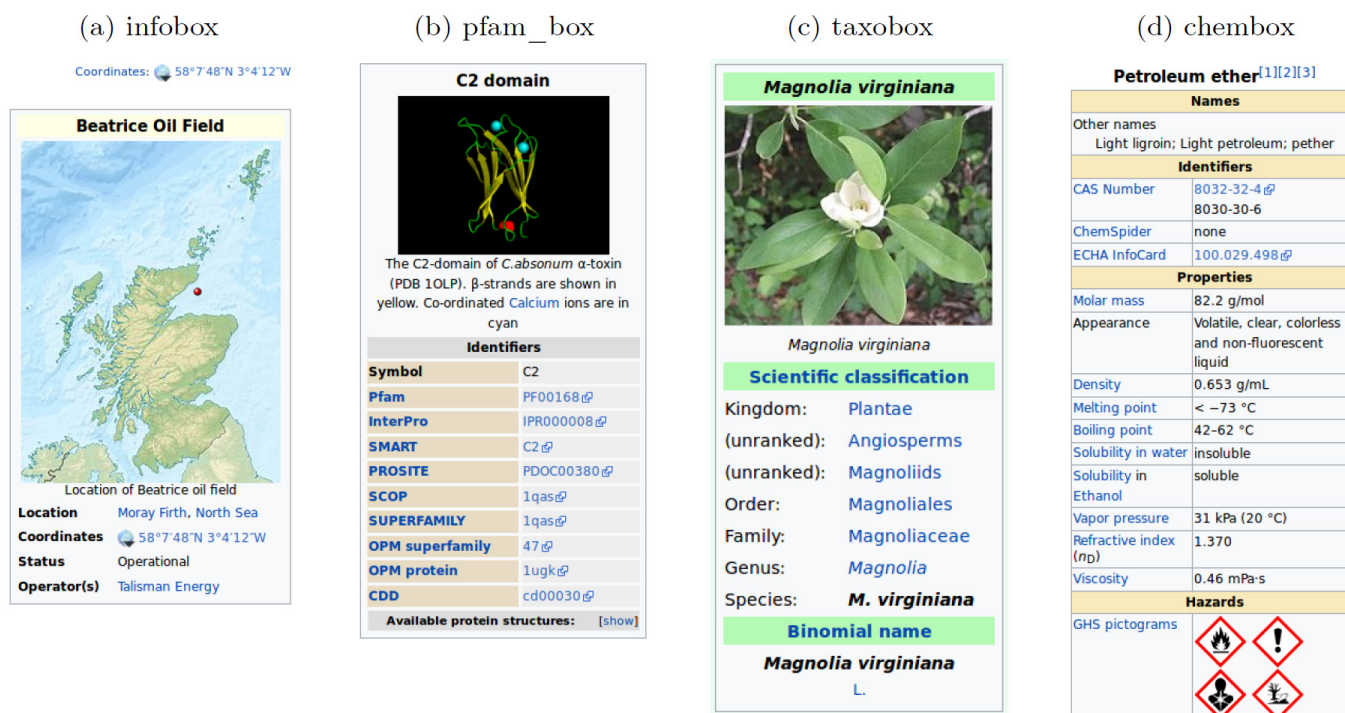 (a) infobox
Coordinates: 58°7′48″N 3°4′12″W
Beatrice Oil Field
Location of Beatrice oil field
Location Moray Firth, North Sea
Coordinates 58°7′48″N 3°4′12″W
Status Operational
Operator(s) Talisman Energy
(b) pfam_box
C2 domain
The C2-domain of C.absonum α-toxin
(PDB 1OLP). β-strands are shown in
yellow. Co-ordinated Calcium ions are in
cyan
Identifiers
Symbol C2
Pfam PF00168
InterPro IPR000008
SMART C2
PROSITE PDOC00380
SCOP 1qas
SUPERFAMILY 1qas
OPM superfamily 47
OPM protein 1ugk
CDD cd00030
Available protein structures: [show]
(c) taxobox
Magnolia virginiana
Magnolia virginiana
Scientific classification
Kingdom: Plantae
(unranked): Angiosperms
(unranked): Magnoliids
Order: Magnoliales
Family: Magnoliaceae
Genus: Magnolia
Species: M. virginiana
Binomial name
Magnolia virginiana
L.
(d) chembox
Petroleum ether[1][2][3]
Names
Other names
Light ligroin; Light petroleum; pether
Identifiers
CAS Number 8032-32-4
8030-30-6
ChemSpider none
ECHA InfoCard 100.029.498
Properties
Molar mass 82.2 g/mol
Appearance Volatile, clear, colorless
and non-fluorescent
liquid
Density 0.653 g/mL
Melting point < −73 °C
Boiling point 42–62 °C
Solubility in water insoluble
Solubility in soluble
Ethanol
Vapor pressure 31 kPa (20 °C)
Refractive index 1.370
(nD)
Viscosity 0.46 mPa·s
Hazards
GHS pictograms